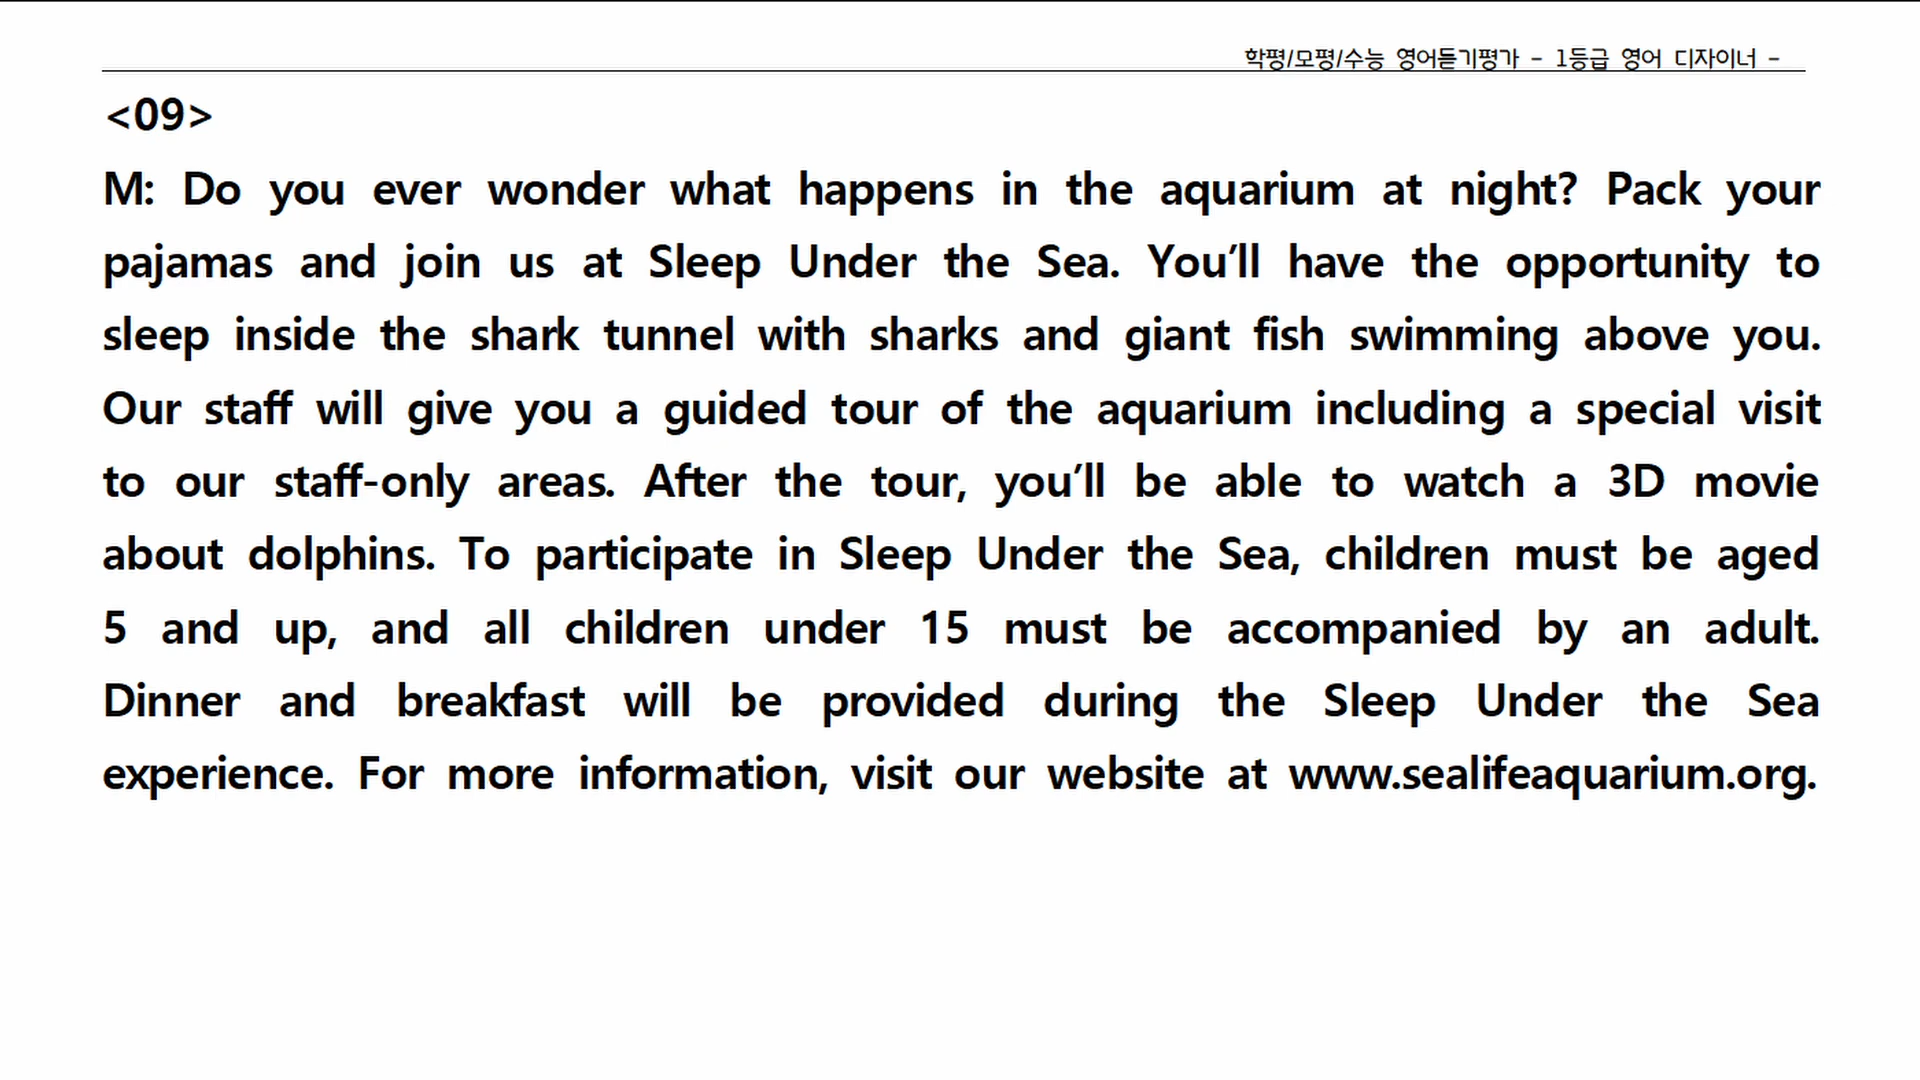 학평/모평/수능 영어듣기평가 - 1등급 영어 디자이너 -
<09>
M: Do you ever wonder what happens in the aquarium at night? Pack your
pajamas and join us at Sleep Under the Sea. You’ll have the opportunity to
sleep inside the shark tunnel with sharks and giant fish swimming above you.
Our staff will give you a guided tour of the aquarium including a special visit
to our staff-only areas. After the tour, you’ll be able to watch a 3D movie
about dolphins. To participate in Sleep Under the Sea, children must be aged
5 and up, and all children under 15 must be accompanied by an adult.
Dinner and breakfast will be provided during the Sleep Under the Sea
experience. For more information, visit our website at www.sealifeaquarium.org.